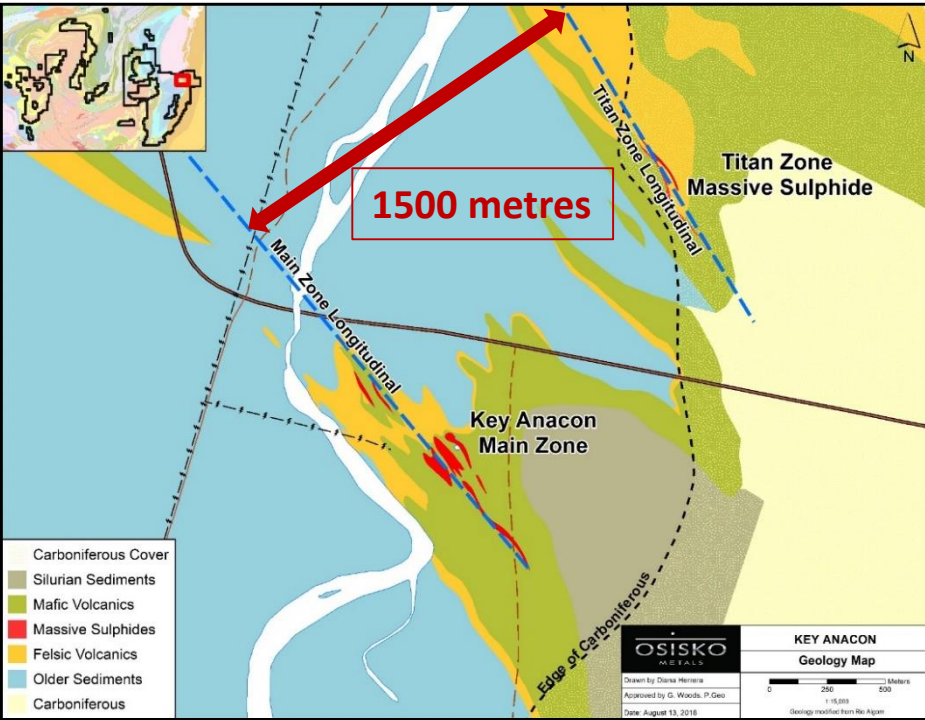 N
Titan Zone Longitudinal
Titan Zone
Massive Sulphide
1500 metres
Main Zone Longitudinal
Key Anacon
Main Zone
Edge of Carboniferous
Carboniferous Cover
Silurian Sediments
Mafic Volcanics
Massive Sulphides
Felsic Volcanics
Older Sediments
Carboniferous
OSISKO
METALS
Drawn by Diana Herrera
Approved by G. Woods. P.Geo
Date: August 13, 2018
KEY ANACON
Geology Map
Meters
0 250 500
1:15,000
Geology modified from Rio Algom